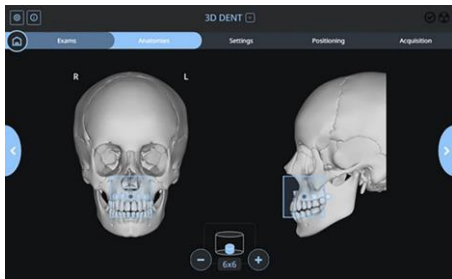 3D DENT
Exams Anatomies Settings Positioning Acquisition
R L
6x6